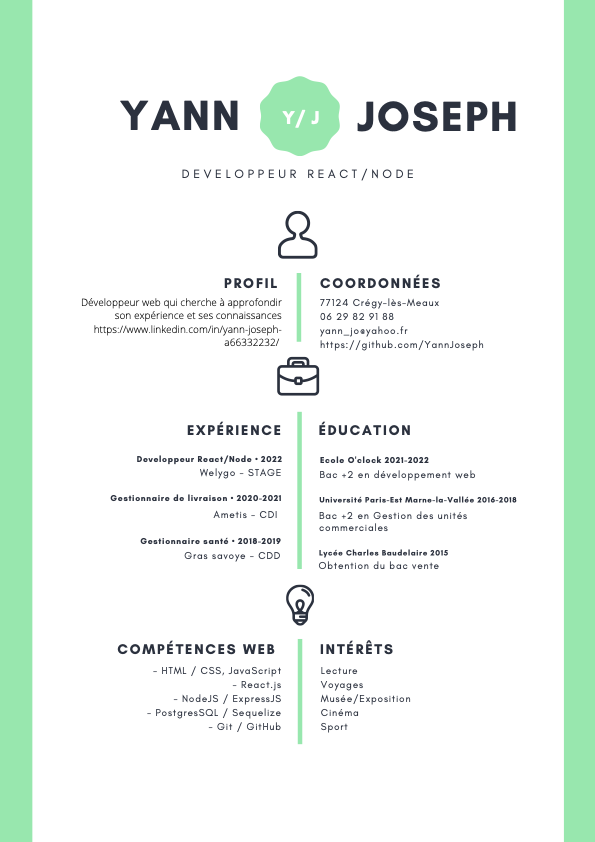 YANN
Y/ J
JOSEPH
DEVELOPPEUR REACT/NODE
PROFIL
Développeur web qui cherche à approfondir
son expérience et ses connaissances
https://www.linkedin.com/in/yann-joseph-
a66332232/
COORDONNÉES
77124 Crégy-lès-Meaux
06 29 82 91 88
yann_jo@yahoo.fr
https://github.com/YannJoseph
EXPÉRIENCE
Developpeur React/Node • 2022
Welygo - STAGE
Gestionnaire de livraison • 2020-2021
Ametis - CDI
Gestionnaire santé • 2018-2019
Gras savoye - CDD
ÉDUCATION
Ecole O'clock 2021-2022
Bac +2 en développement web
Université Paris-Est Marne-la-Vallée 2016-2018
Bac +2 en Gestion des unités
commerciales
Lycée Charles Baudelaire 2015
Obtention du bac vente
COMPÉTENCES WEB
- HTML / CSS, JavaScript
- React.js
- NodeJS / ExpressJS
- PostgresSQL / Sequelize
- Git / GitHub
INTÉRÊTS
Lecture
Voyages
Musée/Exposition
Cinéma
Sport